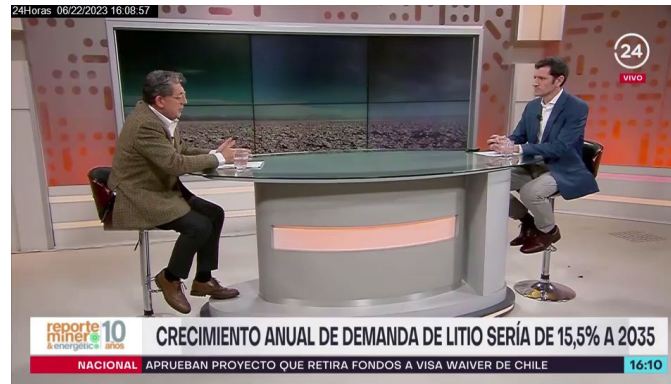 24Horas 06/22/2023 16:08:57
24
VIVO
reporte
minero 10
& energético años
CRECIMIENTO ANUAL DE DEMANDA DE LITIO SERÍA DE 15,5% A 2035
NACIONAL APRUEBAN PROYECTO QUE RETIRA FONDOS A VISA WAIVER DE CHILE 16:10